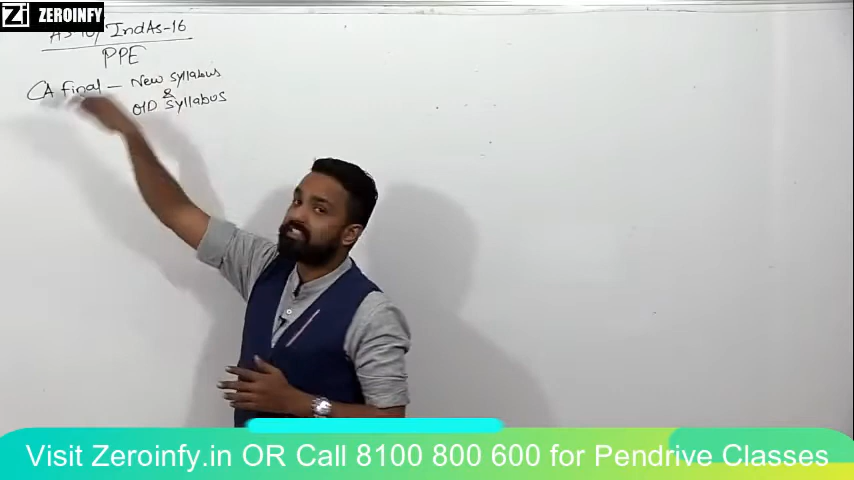 Zi ZEROINFY
AS-10/ IndAs-16
PPE
CA final - New syllabus
&
OlD syllabus
Visit Zeroinfy.in OR Call 8100 800 600 for Pendrive Classes